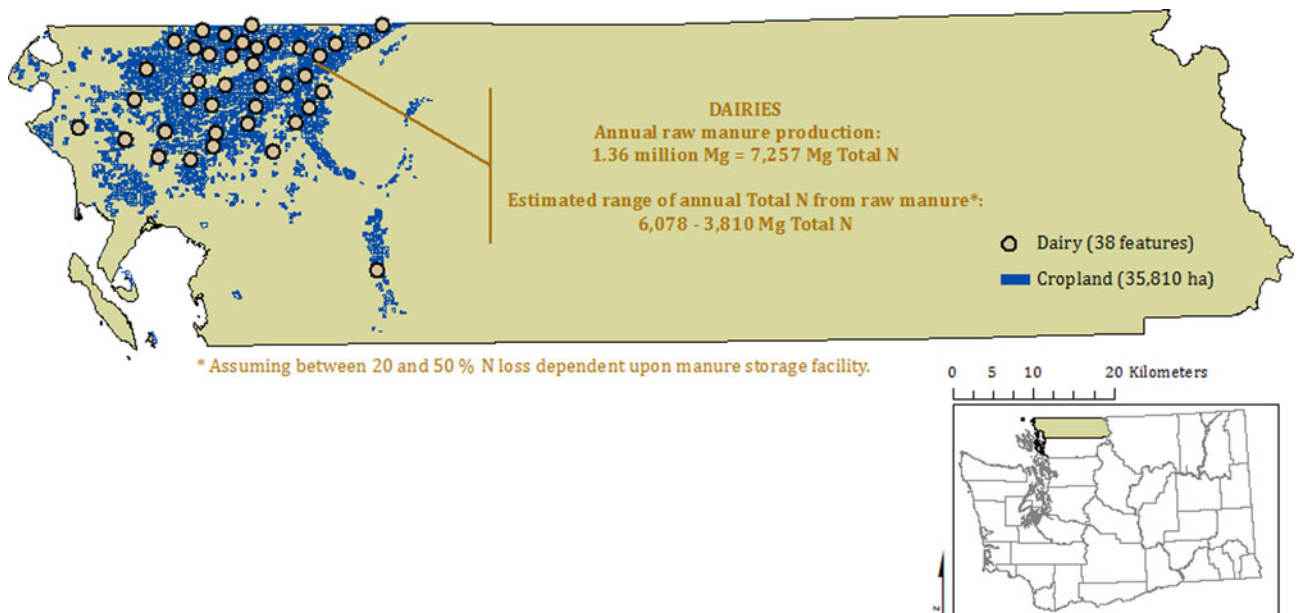 DAIRIES
Annual raw manure production:
1.36 million Mg = 7,257 Mg Total N
Estimated range of annual Total N from raw manure*:
6,078 - 3,810 Mg Total N
Dairy (38 features)
Cropland (35,810 ha)
* Assuming between 20 and 50 % N loss dependent upon manure storage facility.
0 5 10 20 Kilometers
N